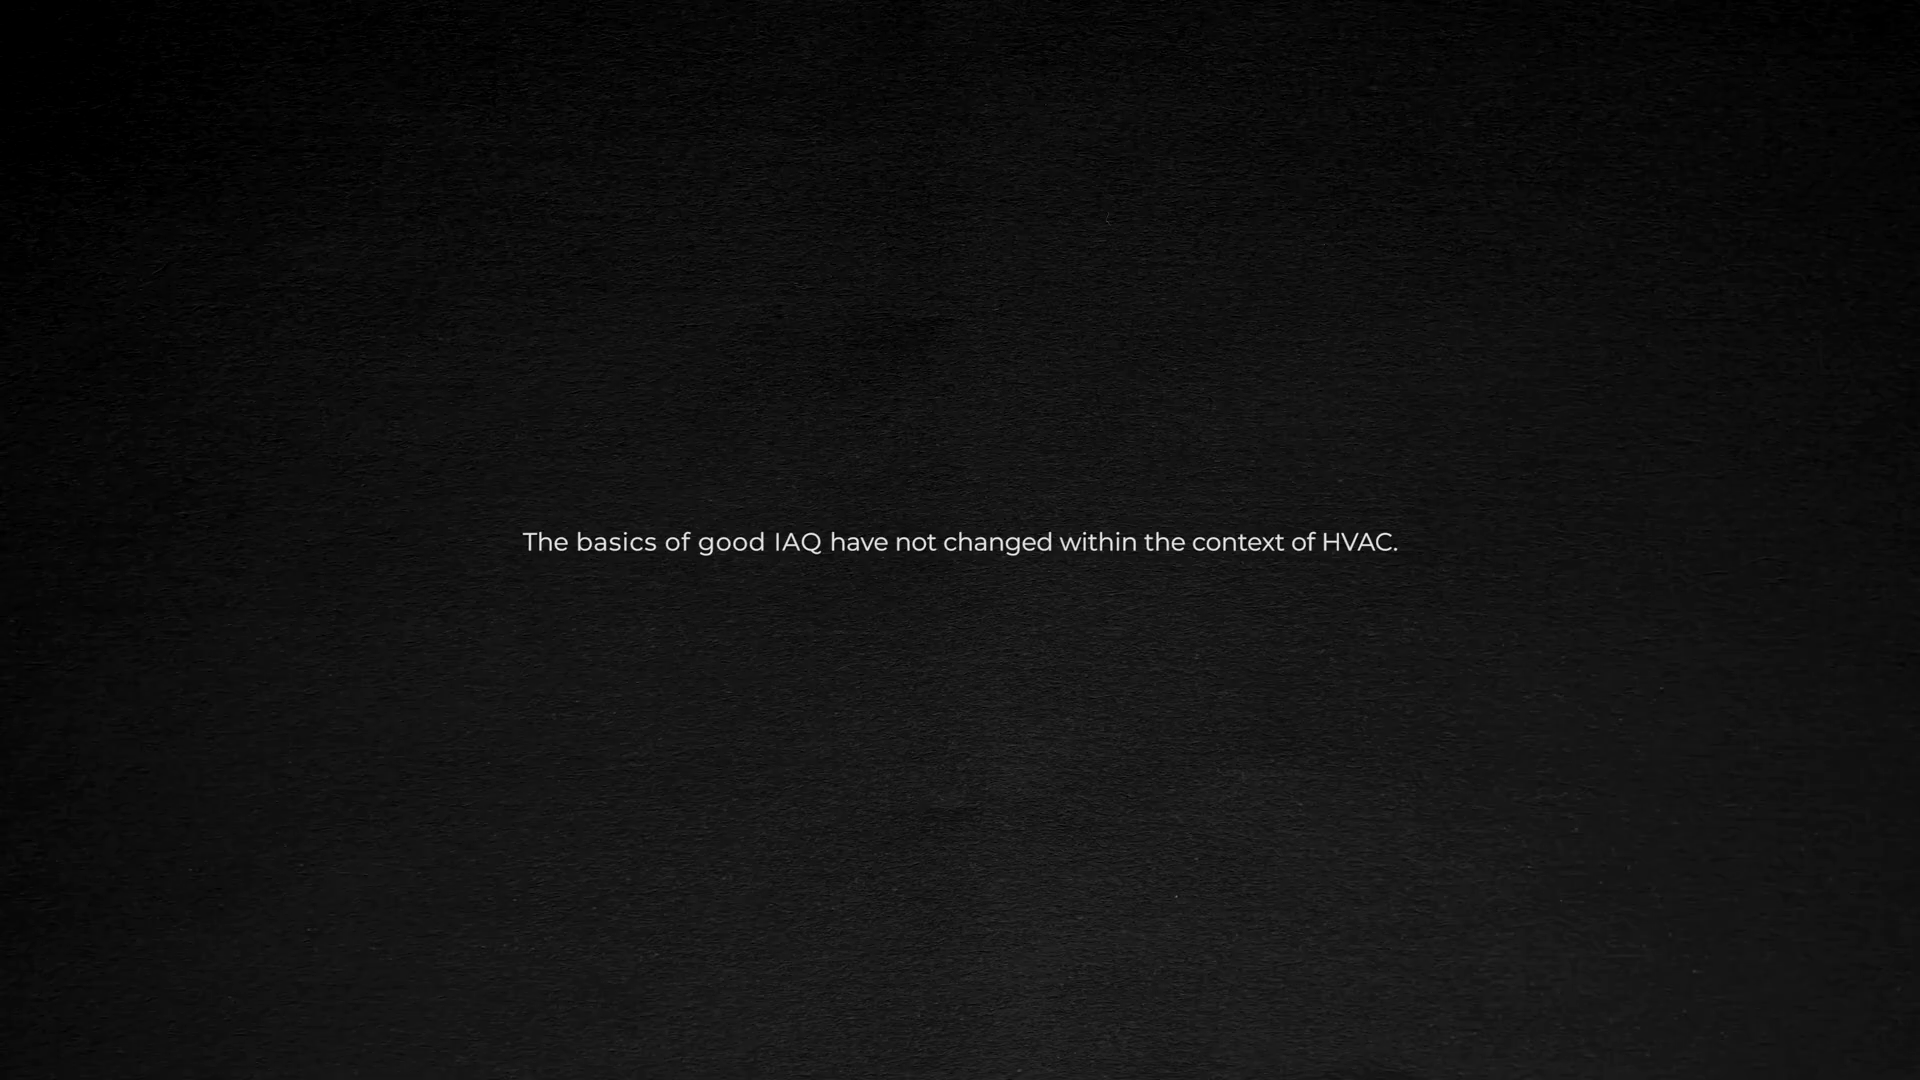 The basics of good IAQ have not changed within the context of HVAC.